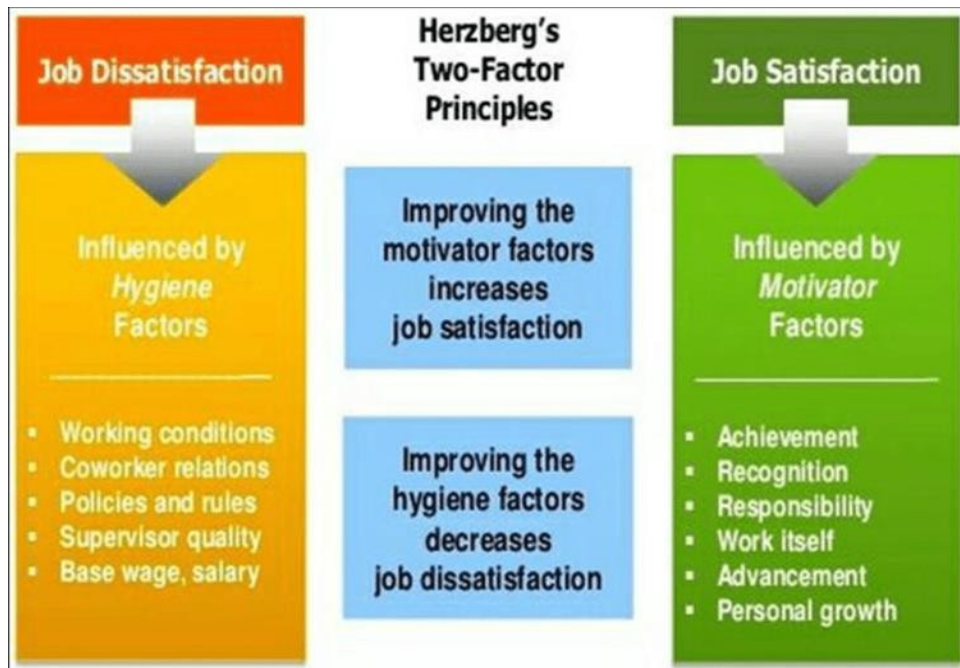 Job Dissatisfaction
Influenced by
Hygiene
Factors
▪ Working conditions
▪ Coworker relations
▪ Policies and rules
▪ Supervisor quality
▪ Base wage, salary
Herzberg's
Two-Factor
Principles
Improving the
motivator factors
increases
job satisfaction
Improving the
hygiene factors
decreases
job dissatisfaction
Job Satisfaction
Influenced by
Motivator
Factors
▪ Achievement
▪ Recognition
▪ Responsibility
▪ Work itself
▪ Advancement
▪ Personal growth